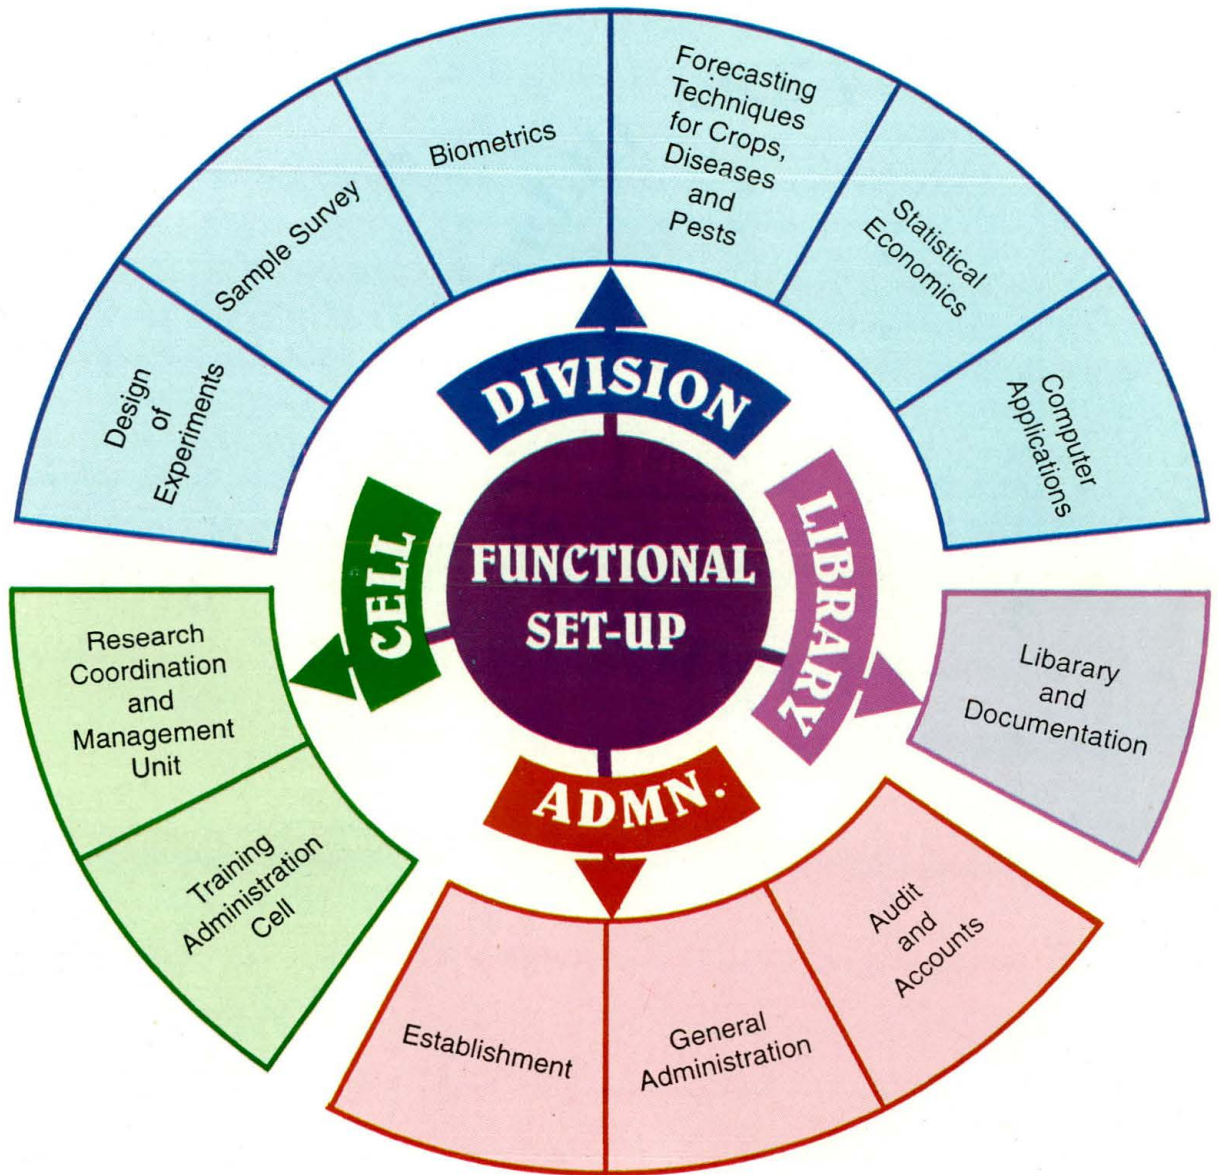 FUNCTIONAL
SET-UP
DIVISION
Design
of
Experiments
Sample Survey
Biometrics
Forecasting
Techniques
for Crops,
Diseases
and
Pests
Statistical
Economics
Computer
Applications
LIBRARY
Libarary
and
Documentation
ADMN.
Audit
and
Accounts
General
Administration
Establishment
CELL
Research
Coordination
and
Management
Unit
Training
Administration
Cell